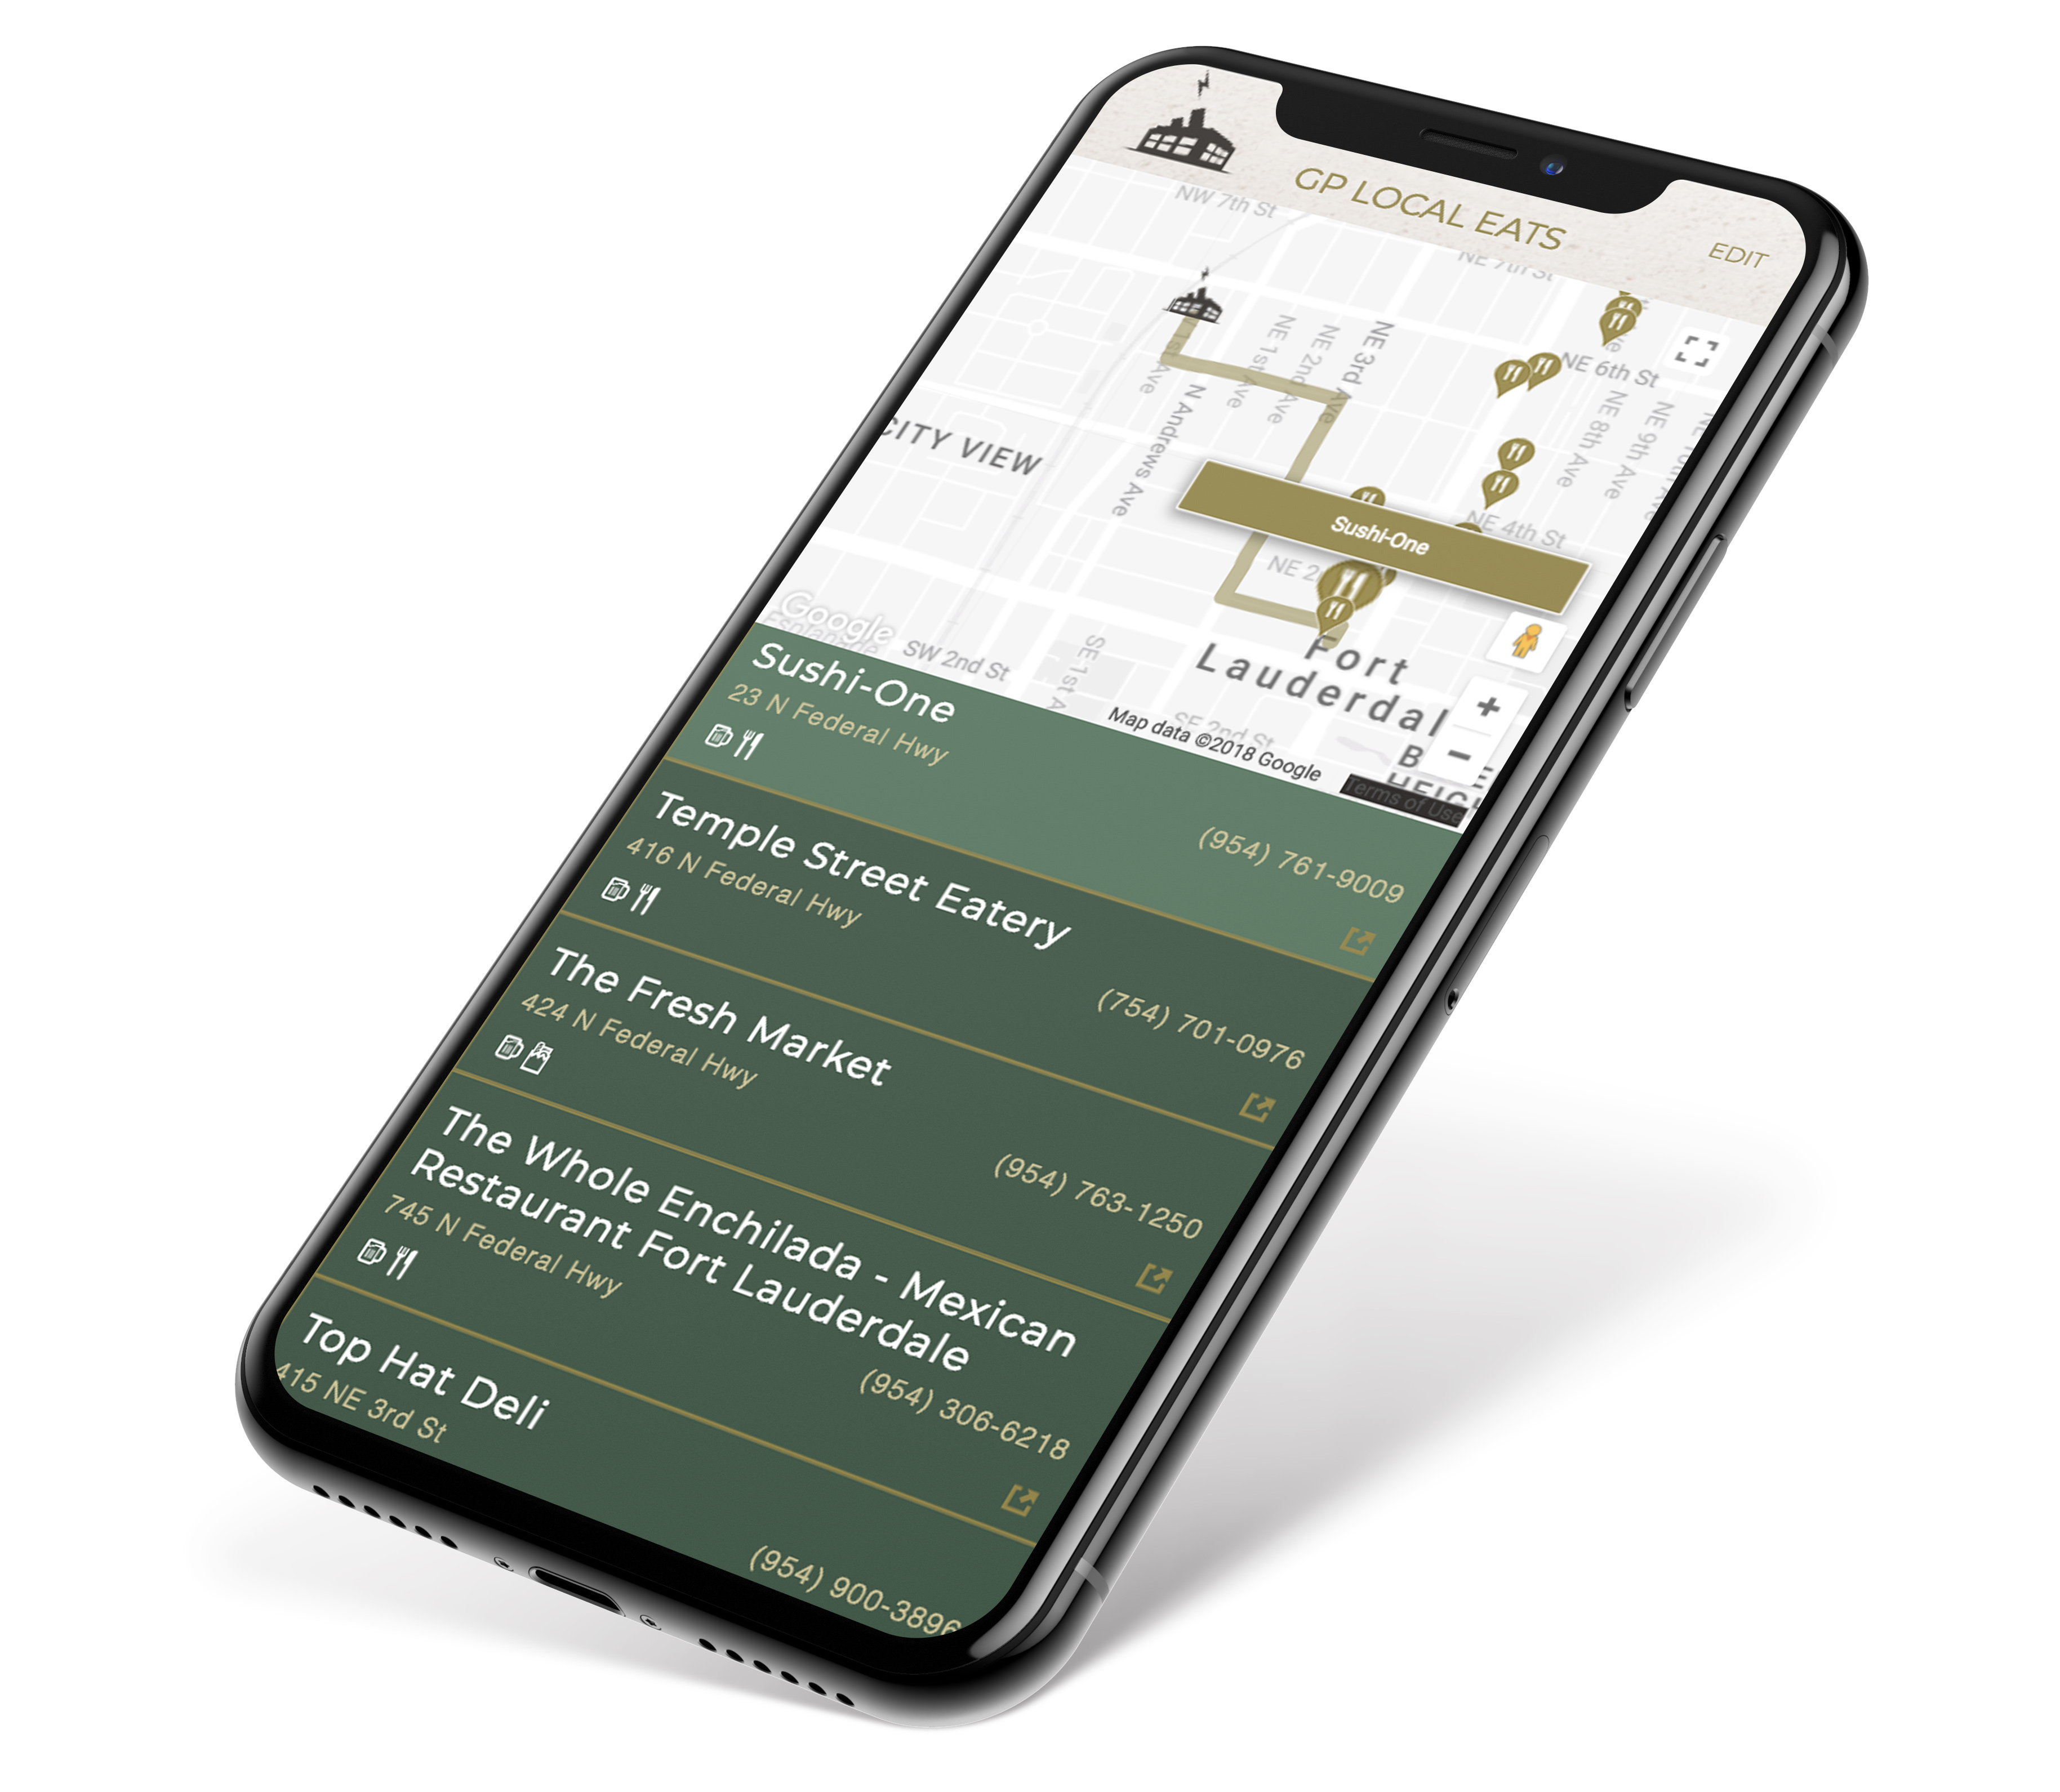 GP LOCAL EATS
EDIT
NW 7th St
NE 7th St
NE 1st Ave
NE 2nd Ave
NE 3rd Ave
NE 6th St
NE 8th Ave
NE 9th Ave
1st Ave
N Andrews Ave
CITY VIEW
Sushi-One
NE 4th St
NE 2
Google
Esplanade
SW 2nd St
SE 1st A
Fort
Lauderdal
SE 2nd St
B
HEIGH
Map data ©2018 Google
Terms of Use
Sushi-One
23 N Federal Hwy
(954) 761-9009
Temple Street Eatery
416 N Federal Hwy
(754) 701-0976
The Fresh Market
424 N Federal Hwy
(954) 763-1250
The Whole Enchilada - Mexican
Restaurant Fort Lauderdale
745 N Federal Hwy
(954) 306-6218
Top Hat Deli
415 NE 3rd St
(954) 900-3896